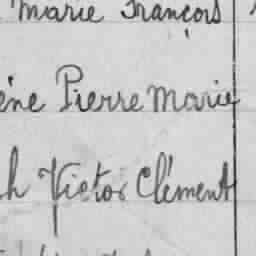 Marie François
ène Pierre Marie
h Victor Clément